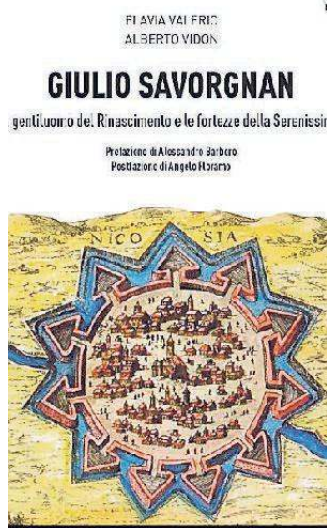 FLAVIA VALERIO
ALBERTO VIDON
GIULIO SAVORGNAN
gentiluomo del Rinascimento e le fortezze della Serenissim
Prefazione di Alessandro Barbero
Postfazione di Angelo Floramo
NICO SIA